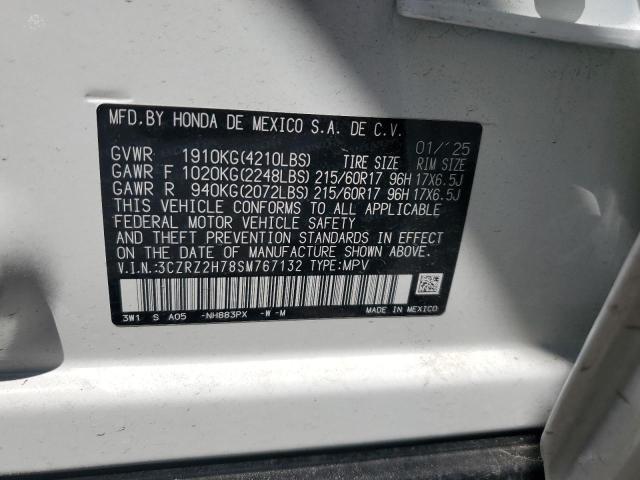 MFD.BY HONDA DE MEXICO S.A. DE C.V.
01/'25
GVWR 1910KG(4210LBS) TIRE SIZE RIM SIZE
GAWR F 1020KG(2248LBS) 215/60R17 96H 17X6.5J
GAWR R 940KG(2072LBS) 215/60R17 96H 17X6.5J
THIS VEHICLE CONFORMS TO ALL APPLICABLE
FEDERAL MOTOR VEHICLE SAFETY
AND THEFT PREVENTION STANDARDS IN EFFECT
ON THE DATE OF MANUFACTURE SHOWN ABOVE.
V.I.N.:3CZRZ2H78SM767132 TYPE:MPV
3W1 S A05 -NH883PX -W-M MADE IN MEXICO